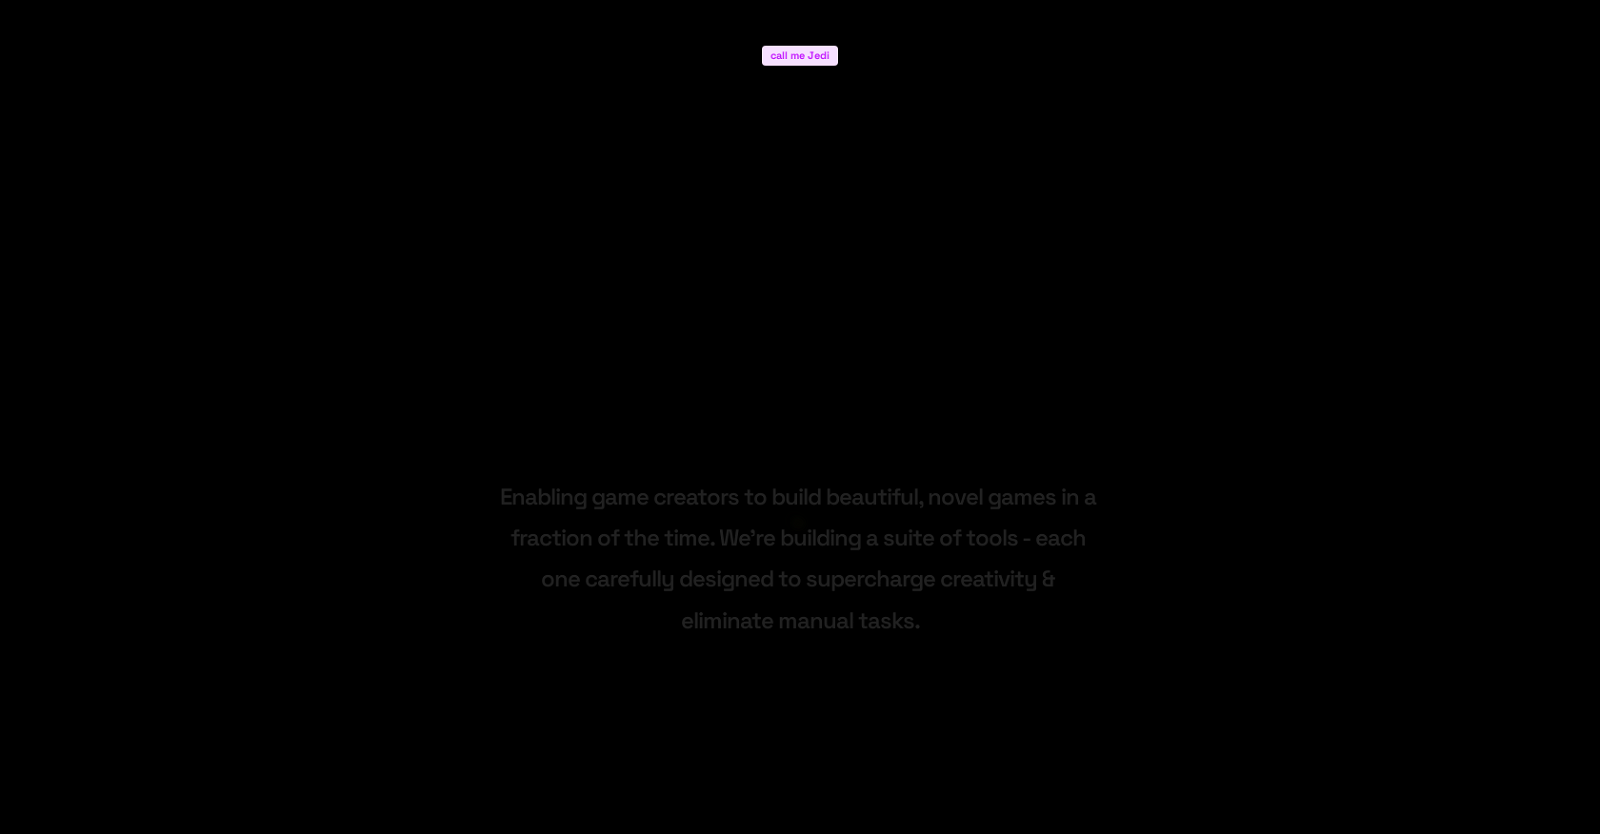 call me Jedi
Enabling game creators to build beautiful, novel games in a
fraction of the time. We’re building a suite of tools - each
one carefully designed to supercharge creativity &
eliminate manual tasks.